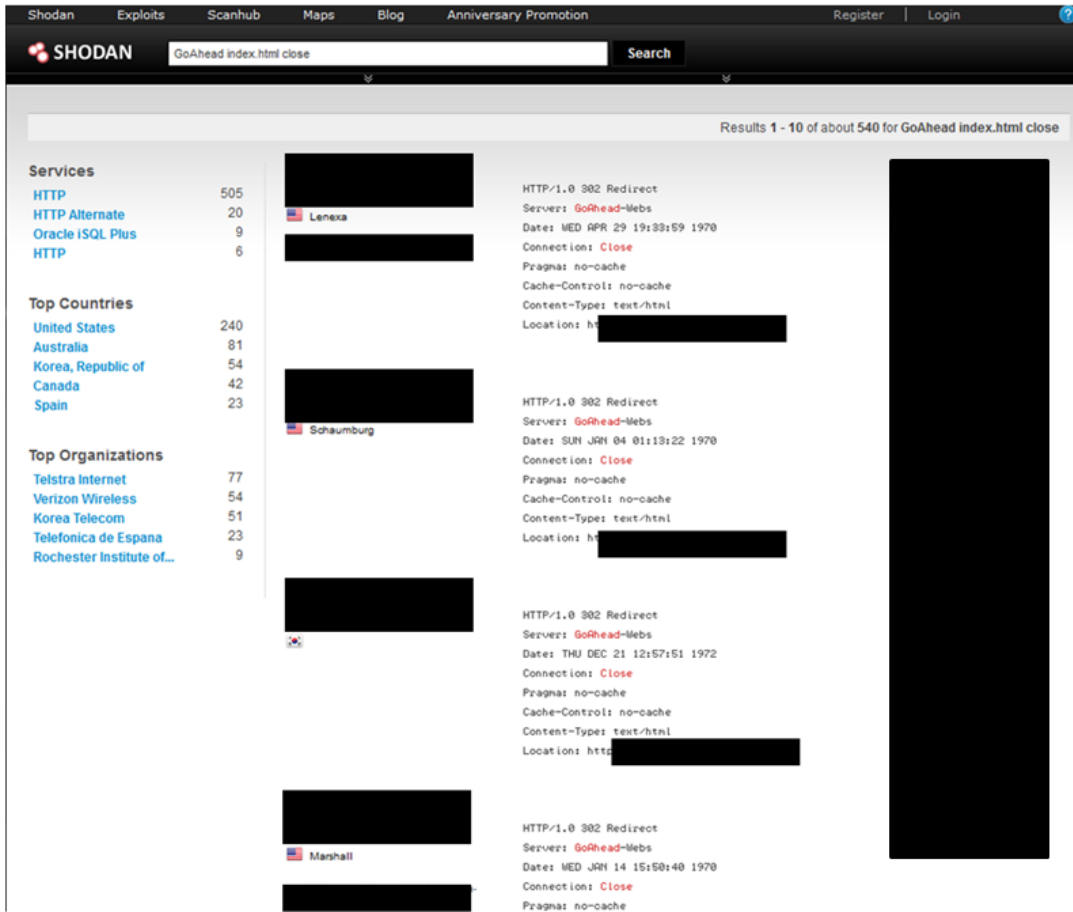 Shodan Exploits Scanhub Maps Blog Anniversary Promotion Register | Login ?
SHODAN GoAhead index.html close Search
Results 1 - 10 of about 540 for GoAhead index.html close
Services
HTTP 505
HTTP Alternate 20
Oracle iSQL Plus 9
HTTP 6
Top Countries
United States 240
Australia 81
Korea, Republic of 54
Canada 42
Spain 23
Top Organizations
Telstra Internet 77
Verizon Wireless 54
Korea Telecom 51
Telefonica de Espana 23
Rochester Institute of... 9
Lenexa
HTTP/1.0 302 Redirect
Server: GoAhead-Webs
Date: WED APR 29 19:33:59 1970
Connection: Close
Pragma: no-cache
Cache-Control: no-cache
Content-Type: text/html
Location: ht
Schaumburg
HTTP/1.0 302 Redirect
Server: GoAhead-Webs
Date: SUN JAN 04 01:13:22 1970
Connection: Close
Pragma: no-cache
Cache-Control: no-cache
Content-Type: text/html
Location: ht
HTTP/1.0 302 Redirect
Server: GoAhead-Webs
Date: THU DEC 21 12:57:51 1972
Connection: Close
Pragma: no-cache
Cache-Control: no-cache
Content-Type: text/html
Location: http
Marshall
HTTP/1.0 302 Redirect
Server: GoAhead-Webs
Date: WED JAN 14 15:50:40 1970
Connection: Close
Pragma: no-cache